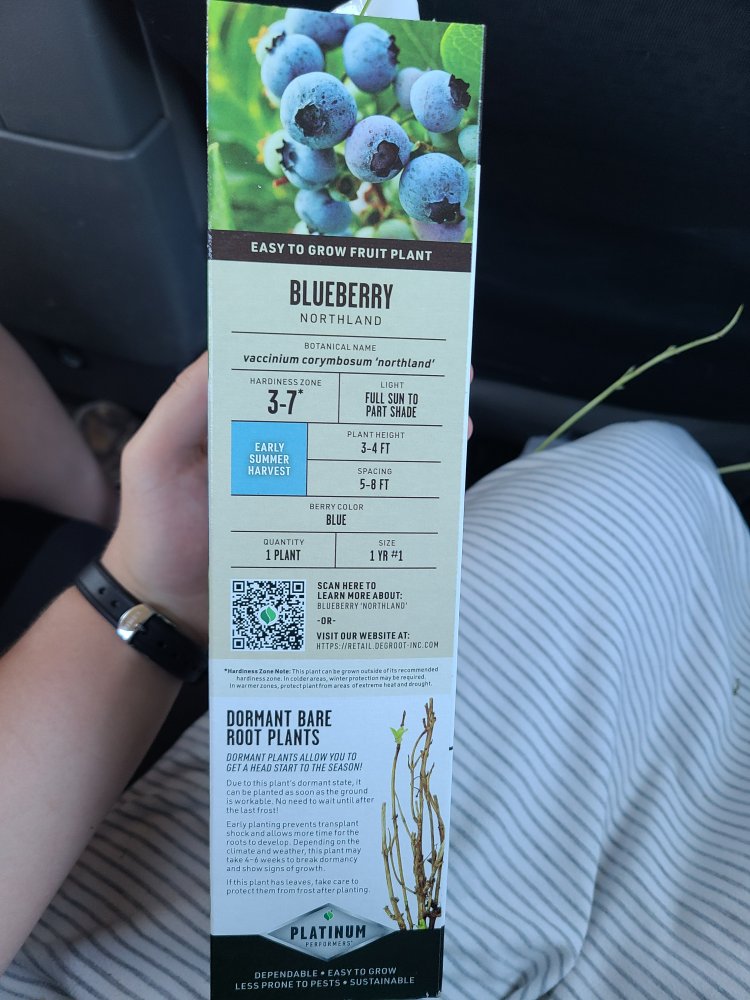 EASY TO GROW FRUIT PLANT
BLUEBERRY
NORTHLAND
BOTANICAL NAME
vaccinium corymbosum 'northland'
HARDINESS ZONE
3-7*
LIGHT
FULL SUN TO
PART SHADE
EARLY
SUMMER
HARVEST
PLANT HEIGHT
3-4 FT
SPACING
5-8 FT
BERRY COLOR
BLUE
QUANTITY
1 PLANT
SIZE
1 YR #1
SCAN HERE TO
LEARN MORE ABOUT:
BLUEBERRY 'NORTHLAND'
-OR-
VISIT OUR WEBSITE AT:
HTTPS://RETAIL.DEGROOT-INC.COM
*Hardiness Zone Note: This plant can be grown outside of its recommended
hardiness zone. In colder areas, winter protection may be required.
In warmer zones, protect plant from areas of extreme heat and drought.
DORMANT BARE
ROOT PLANTS
DORMANT PLANTS ALLOW YOU TO
GET A HEAD START TO THE SEASON!
Due to this plant's dormant state, it
can be planted as soon as the ground
is workable. No need to wait until after
the last frost!
Early planting prevents transplant
shock and allows more time for the
roots to develop. Depending on the
climate and weather, this plant may
take 4-6 weeks to break dormancy
and show signs of growth.
If this plant has leaves, take care to
protect them from frost after planting.
PLATINUM
PERFORMERS™
DEPENDABLE • EASY TO GROW
LESS PRONE TO PESTS • SUSTAINABLE